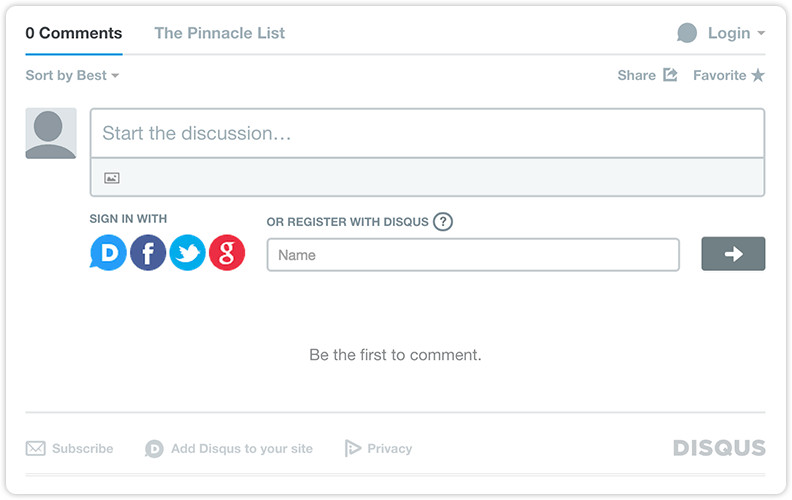 0 Comments The Pinnacle List Login
Sort by Best Share Favorite
Start the discussion…
SIGN IN WITH OR REGISTER WITH DISQUS ?
D f g
Name
Be the first to comment.
Subscribe D Add Disqus to your site Privacy DISQUS